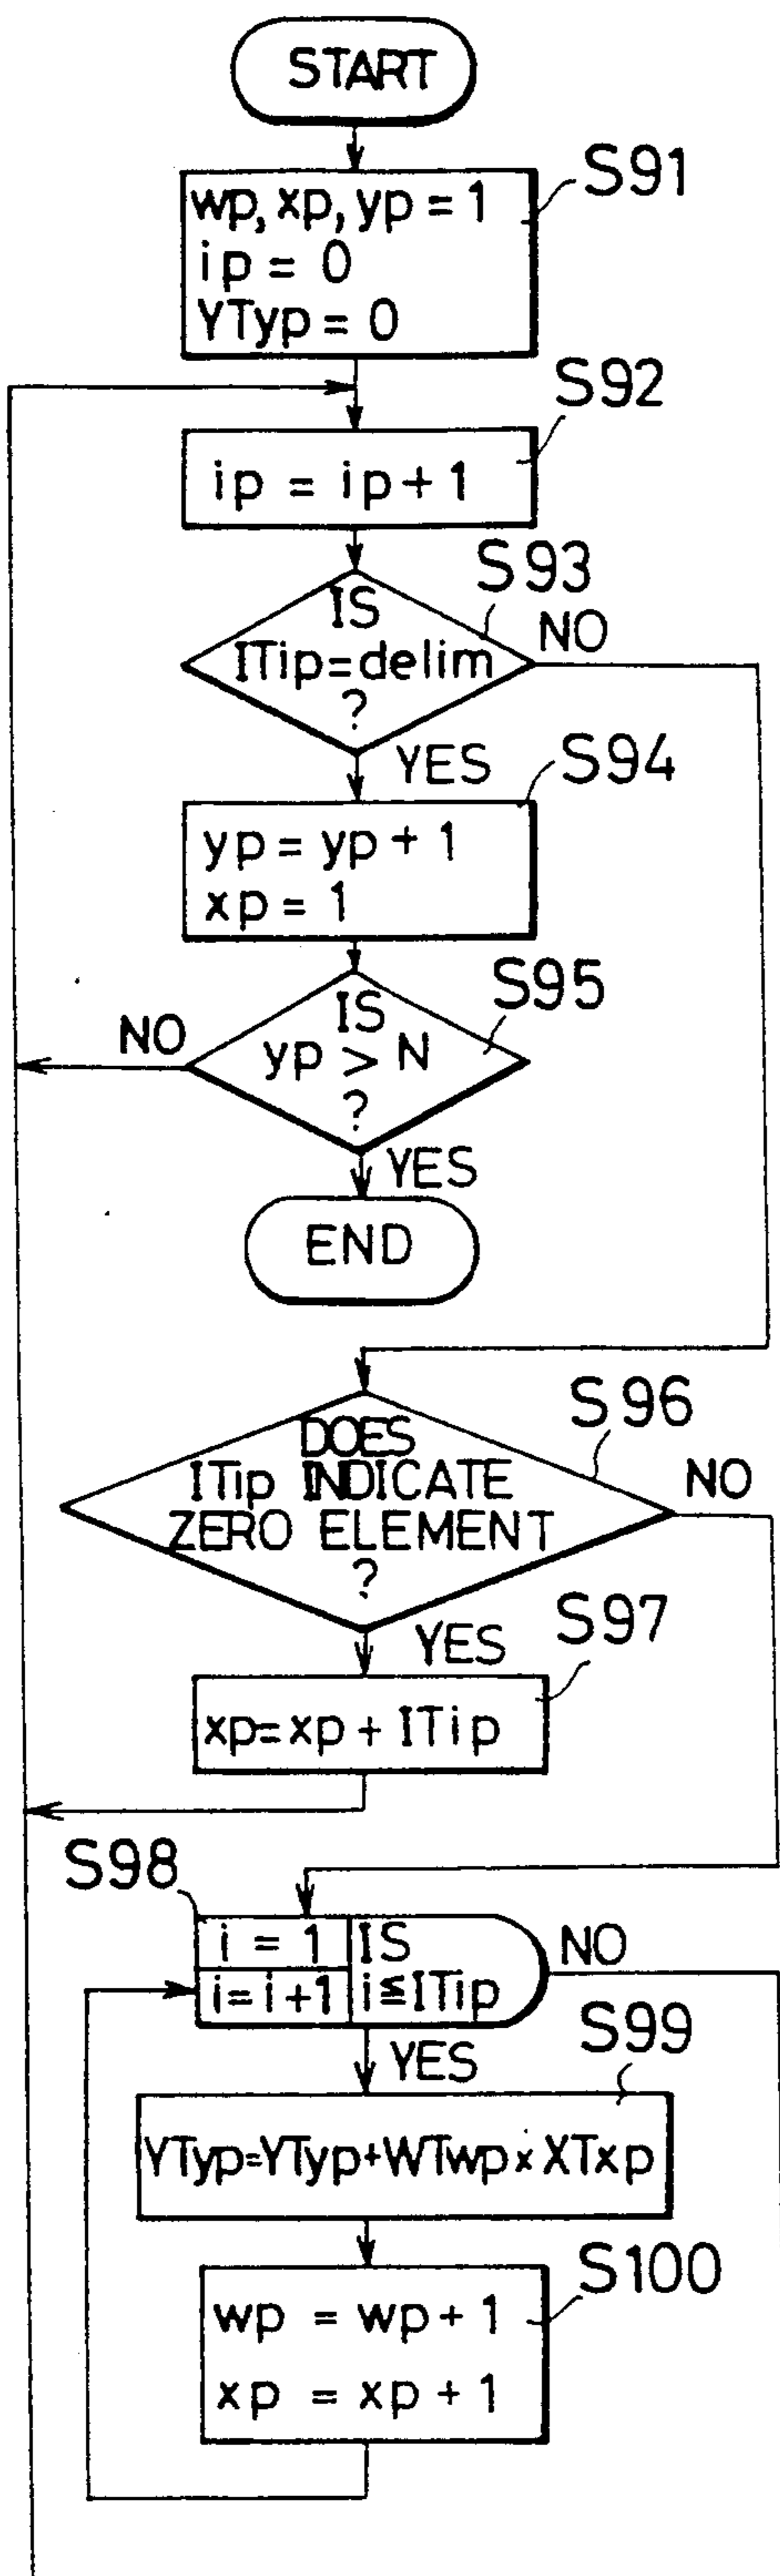 START
S91
wp, xp, yp = 1
ip = 0
YTyp = 0
S92
ip = ip + 1
S93
IS
ITip = delim
?
NO
YES
S94
yp = yp + 1
xp = 1
S95
IS
yp > N
?
NO
YES
END
S96
DOES
ITip INDICATE
ZERO ELEMENT
?
NO
YES
S97
xp = xp + ITip
S98
i = 1
i = i + 1
IS
i ≦ ITip
NO
YES
S99
YTyp = YTyp + WTwp × XTxp
S100
wp = wp + 1
xp = xp + 1